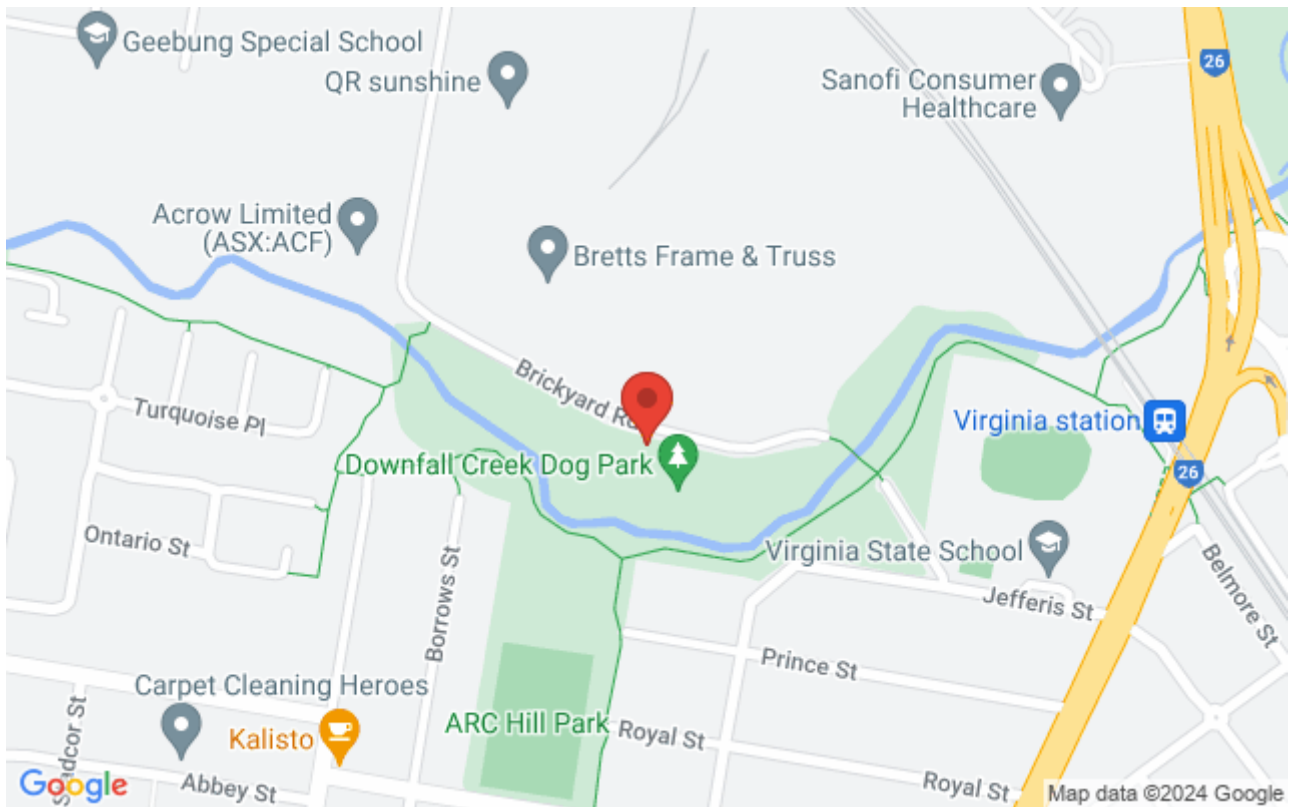 Geebung Special School
QR sunshine
Sanofi Consumer
Healthcare
26
Acrow Limited
(ASX:ACF)
Bretts Frame & Truss
Brickyard Rd
Turquoise Pl
Virginia station
Downfall Creek Dog Park
26
Ontario St
Virginia State School
Borrows St
Jefferis St
Belmore St
Prince St
Carpet Cleaning Heroes
ARC Hill Park
Royal St
Kalisto
Abbey St
Royal St
Google
Map data ©2024 Google